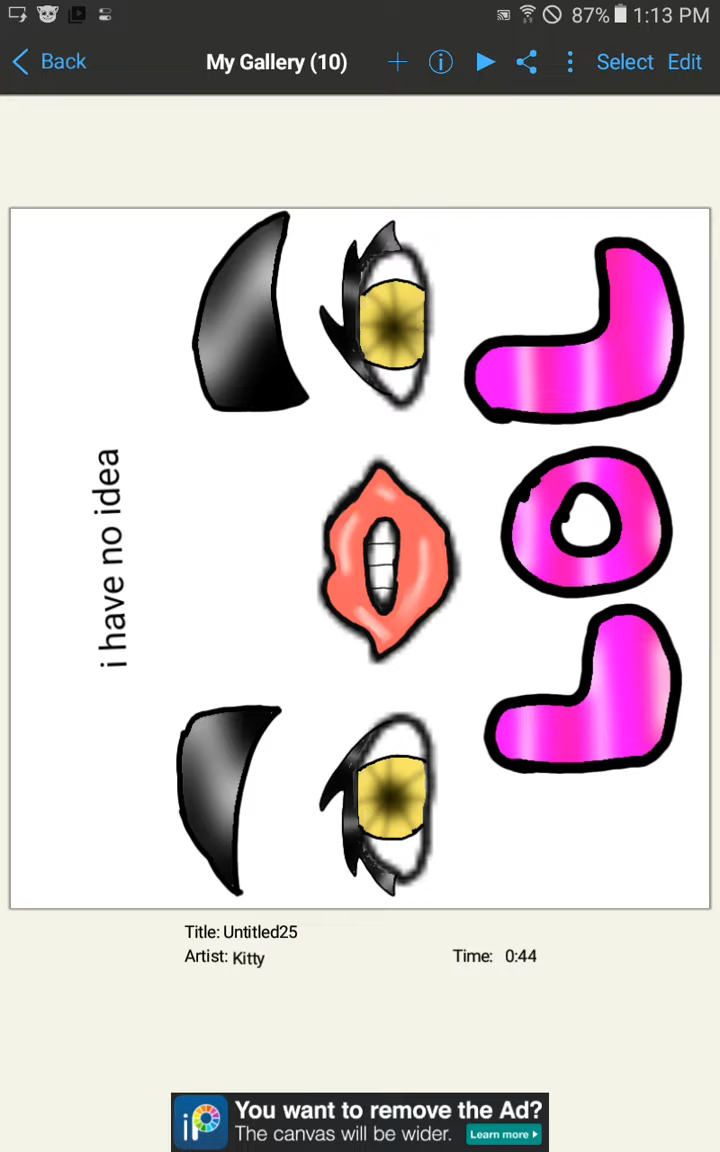 87% 1:13 PM
Back My Gallery (10) Select Edit
i have no idea
LOL
Title: Untitled25
Artist: Kitty Time: 0:44
iP You want to remove the Ad?
The canvas will be wider. Learn more